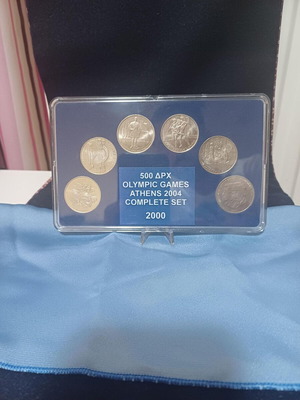 500 ΔΡΧ
OLYMPIC GAMES
ATHENS 2004
COMPLETE SET
2000